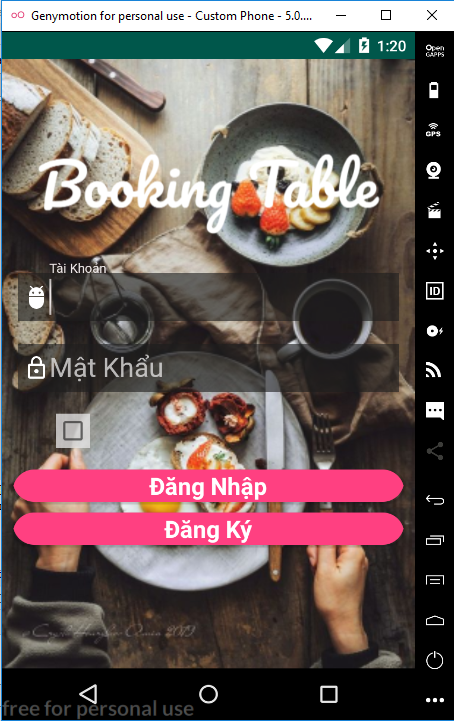 Genymotion for personal use - Custom Phone - 5.0....
1:20
Open
GAPPS
GPS
ID
Booking Table
Tài Khoản
Mật Khẩu
Đăng Nhập
Đăng Ký
2019
free for personal use